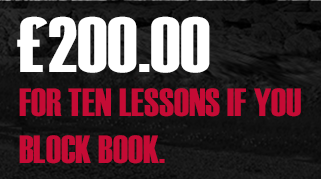 £200.00
FOR TEN LESSONS IF YOU
BLOCK BOOK.